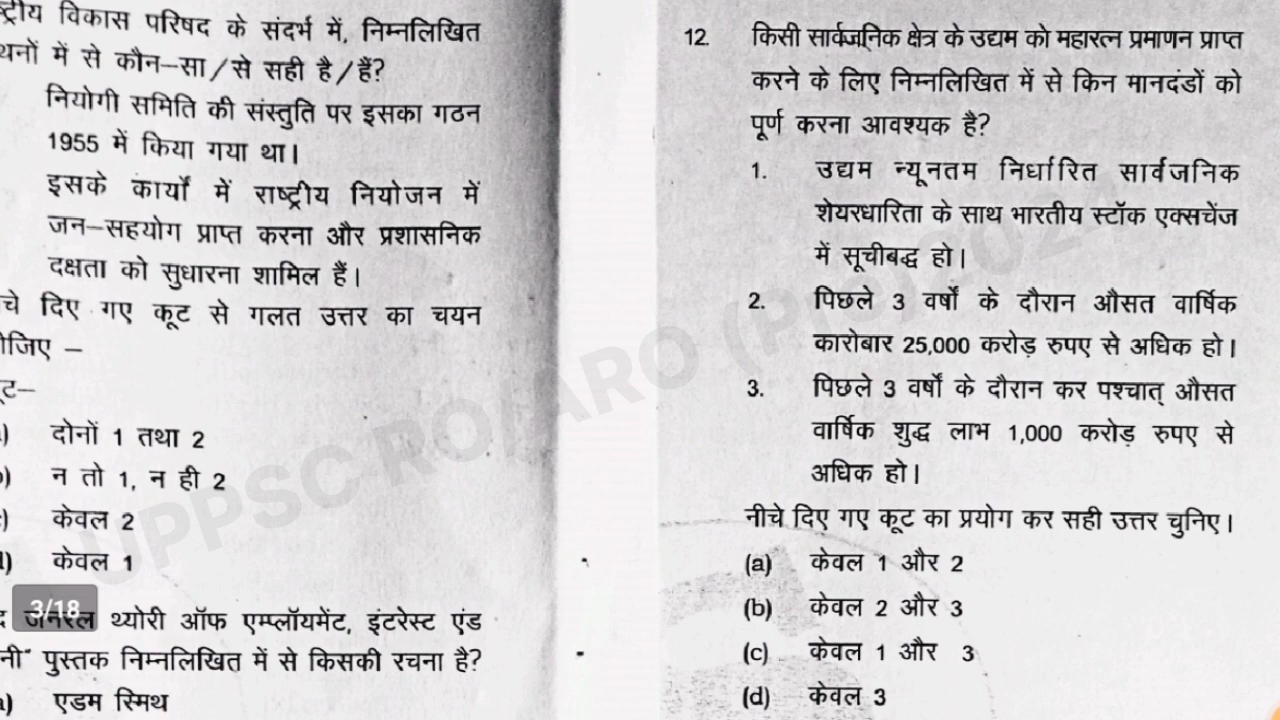 ष्ट्रीय विकास परिषद के संदर्भ में, निम्नलिखित
थनों में से कौन–सा/से सही है/हैं?
नियोगी समिति की संस्तुति पर इसका गठन
1955 में किया गया था।
इसके कार्यों में राष्ट्रीय नियोजन में
जन–सहयोग प्राप्त करना और प्रशासनिक
दक्षता को सुधारना शामिल हैं।
चे दिए गए कूट से गलत उत्तर का चयन
जिए –
ूट–
) दोनों 1 तथा 2
) न तो 1, न ही 2
) केवल 2
) केवल 1
3/18
जनरल थ्योरी ऑफ एम्प्लॉयमेंट, इंटरेस्ट एंड
नी" पुस्तक निम्नलिखित में से किसकी रचना है?
) एडम स्मिथ
12. किसी सार्वजनिक क्षेत्र के उद्यम को महारत्न प्रमाणन प्राप्त
करने के लिए निम्नलिखित में से किन मानदंडों को
पूर्ण करना आवश्यक है?
1. उद्यम न्यूनतम निर्धारित सार्वजनिक
शेयरधारिता के साथ भारतीय स्टॉक एक्सचेंज
में सूचीबद्ध हो।
2. पिछले 3 वर्षों के दौरान औसत वार्षिक
कारोबार 25,000 करोड़ रुपए से अधिक हो।
3. पिछले 3 वर्षों के दौरान कर पश्चात् औसत
वार्षिक शुद्ध लाभ 1,000 करोड़ रुपए से
अधिक हो।
नीचे दिए गए कूट का प्रयोग कर सही उत्तर चुनिए।
(a) केवल 1 और 2
(b) केवल 2 और 3
(c) केवल 1 और 3
(d) केवल 3
UPPSC RO/ARO (Pre) 2024